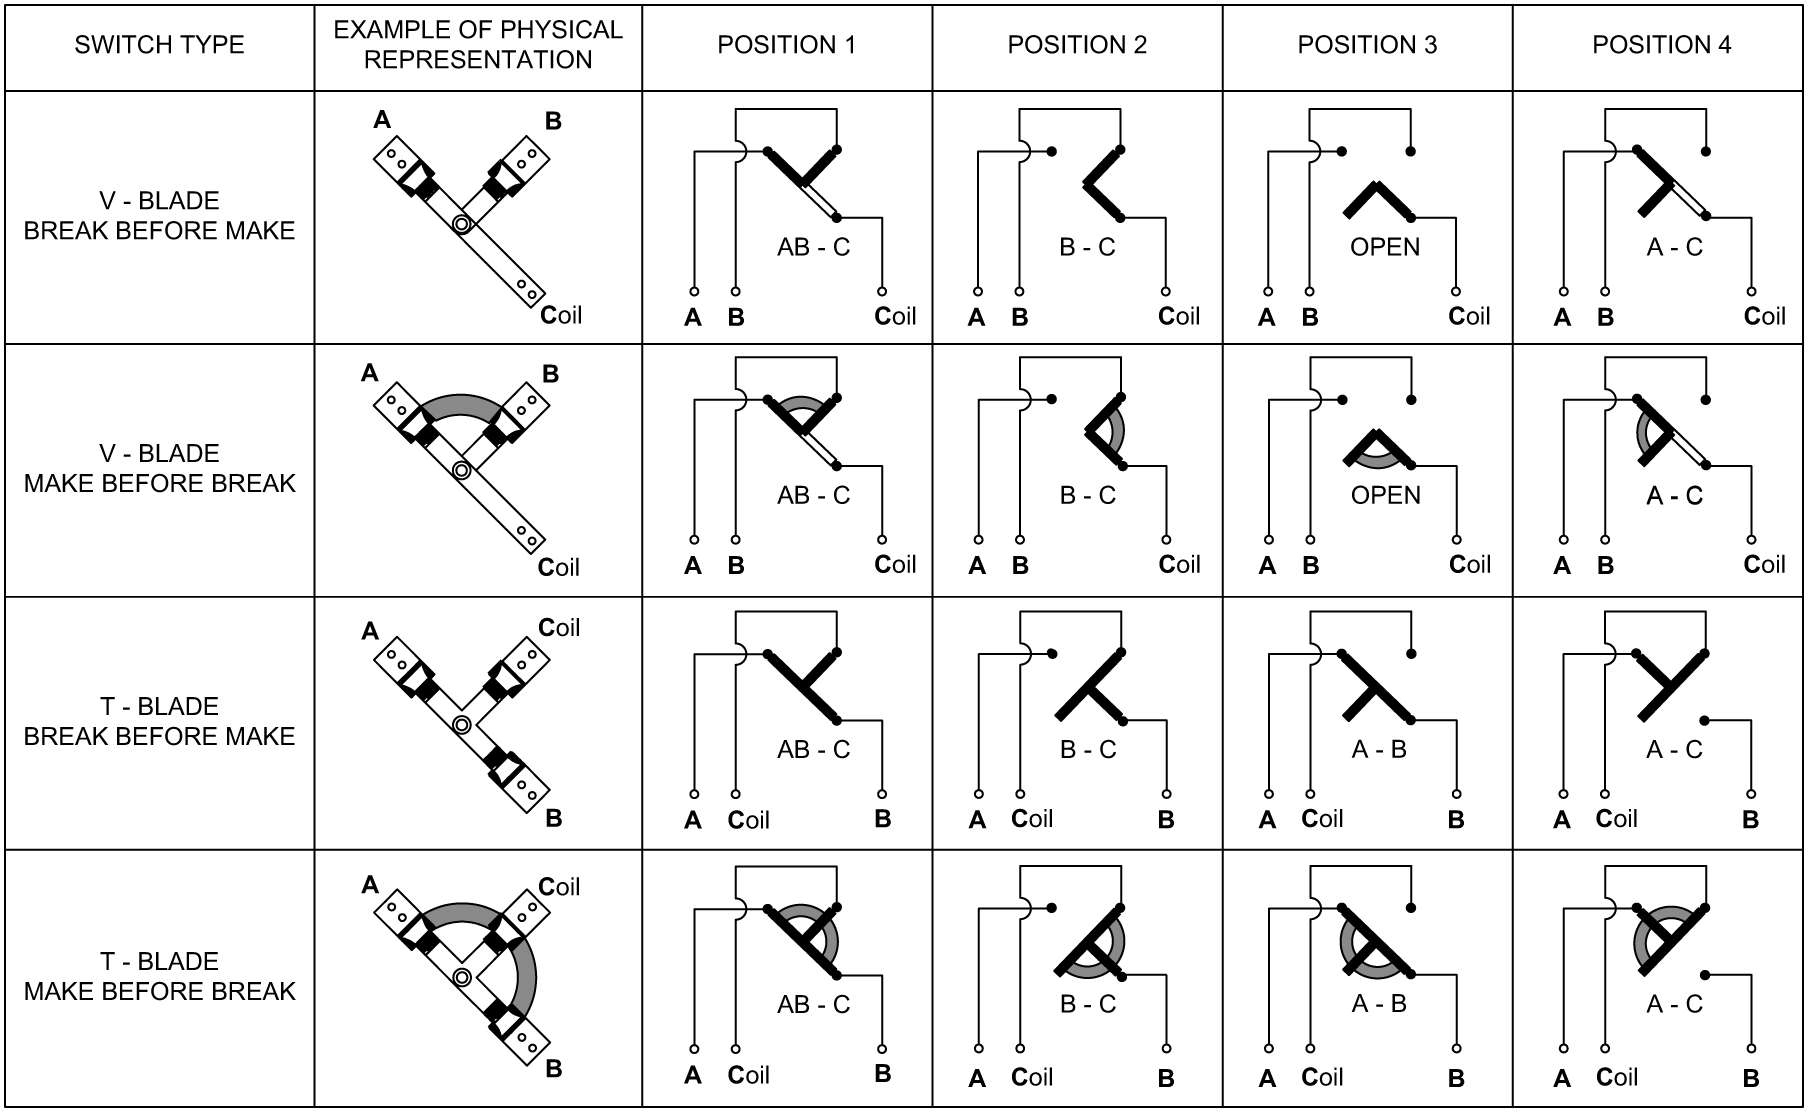 SWITCH TYPE
EXAMPLE OF PHYSICAL
REPRESENTATION
POSITION 1
POSITION 2
POSITION 3
POSITION 4
V - BLADE
BREAK BEFORE MAKE
A
B
Coil
AB - C
A B Coil
B - C
A B Coil
OPEN
A B Coil
A - C
A B Coil
V - BLADE
MAKE BEFORE BREAK
A
B
Coil
AB - C
A B Coil
B - C
A B Coil
OPEN
A B Coil
A - C
A B Coil
T - BLADE
BREAK BEFORE MAKE
A
Coil
B
AB - C
A Coil B
B - C
A Coil B
A - B
A Coil B
A - C
A Coil B
T - BLADE
MAKE BEFORE BREAK
A
Coil
B
AB - C
A Coil B
B - C
A Coil B
A - B
A Coil B
A - C
A Coil B